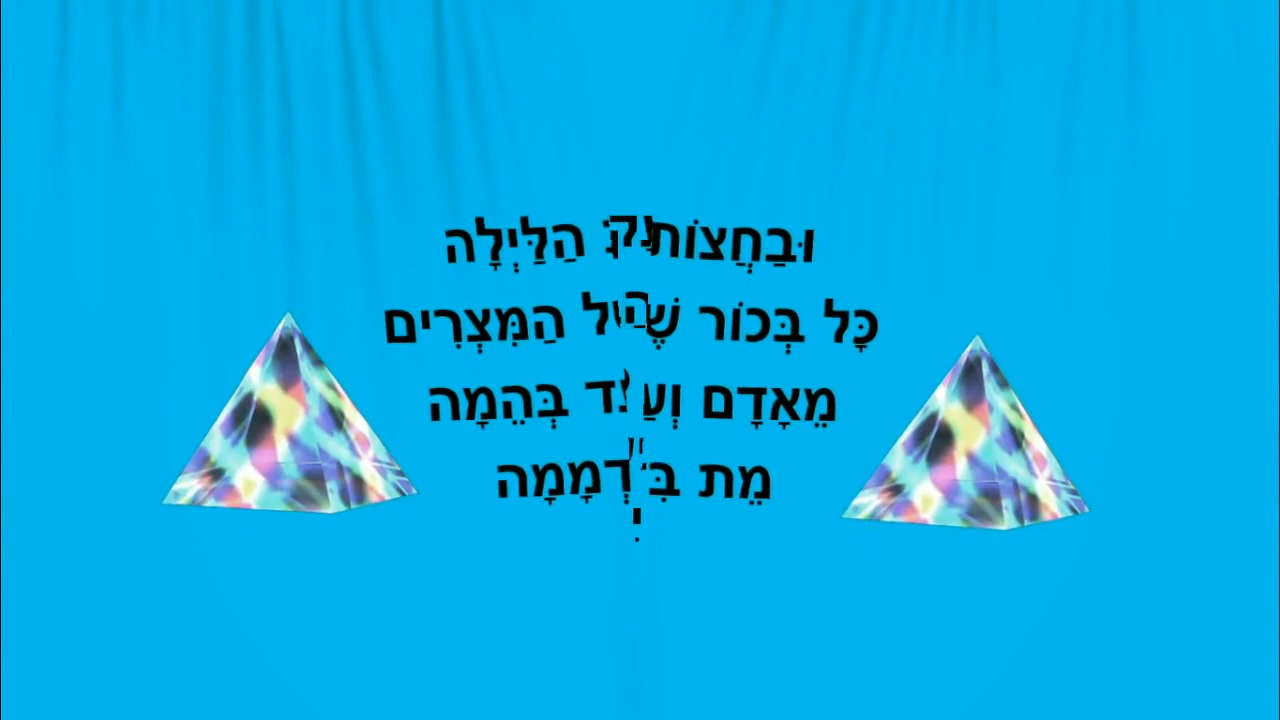 וּבַחֲצוֹת הַלַּיְלָה
כָּל בְּכוֹר שֶׁל הַמִּצְרִים
מֵאָדָם וְעַד בְּהֵמָה
מֵת בִּדְמָמָה